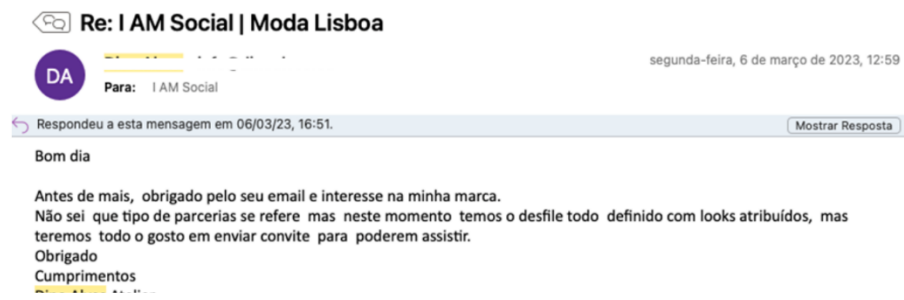 Re: I AM Social | Moda Lisboa
DA
segunda-feira, 6 de março de 2023, 12:59
Para: I AM Social
Respondeu a esta mensagem em 06/03/23, 16:51.
Mostrar Resposta
Bom dia
Antes de mais, obrigado pelo seu email e interesse na minha marca.
Não sei que tipo de parcerias se refere mas neste momento temos o desfile todo definido com looks atribuídos, mas
teremos todo o gosto em enviar convite para poderem assistir.
Obrigado
Cumprimentos